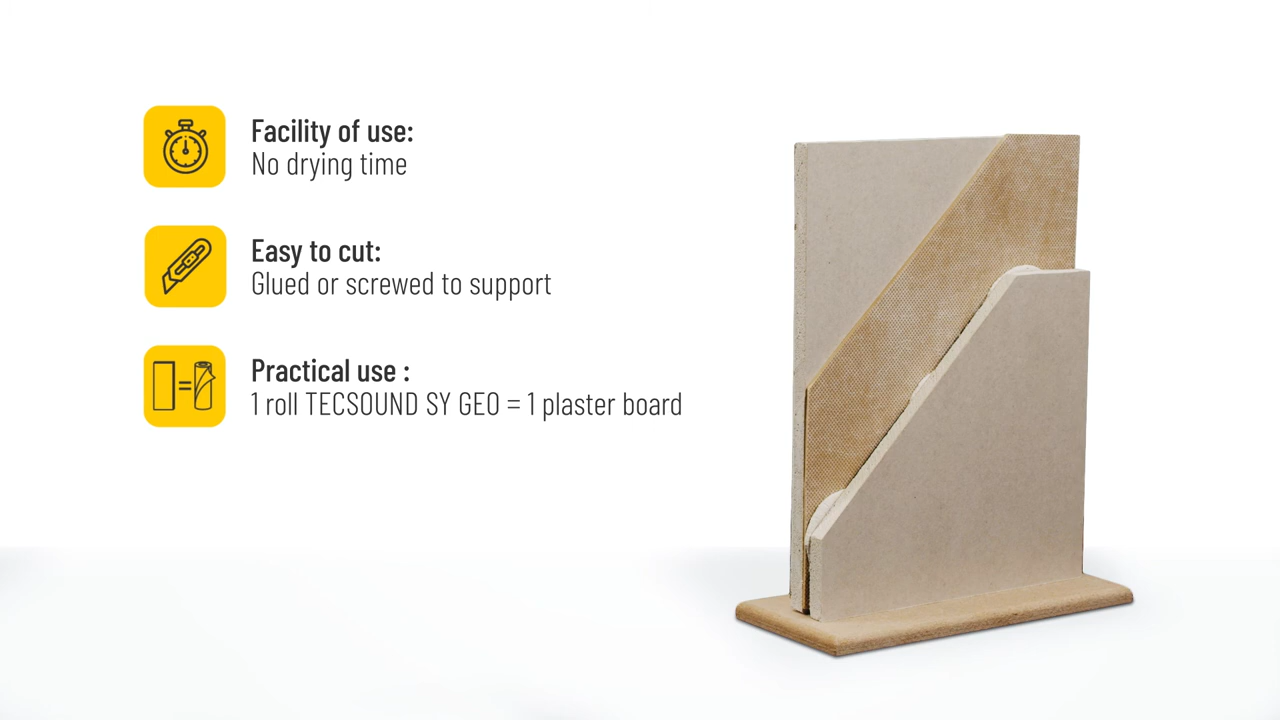 Facility of use:
No drying time
Easy to cut:
Glued or screwed to support
Practical use :
1 roll TECSOUND SY GEO = 1 plaster board